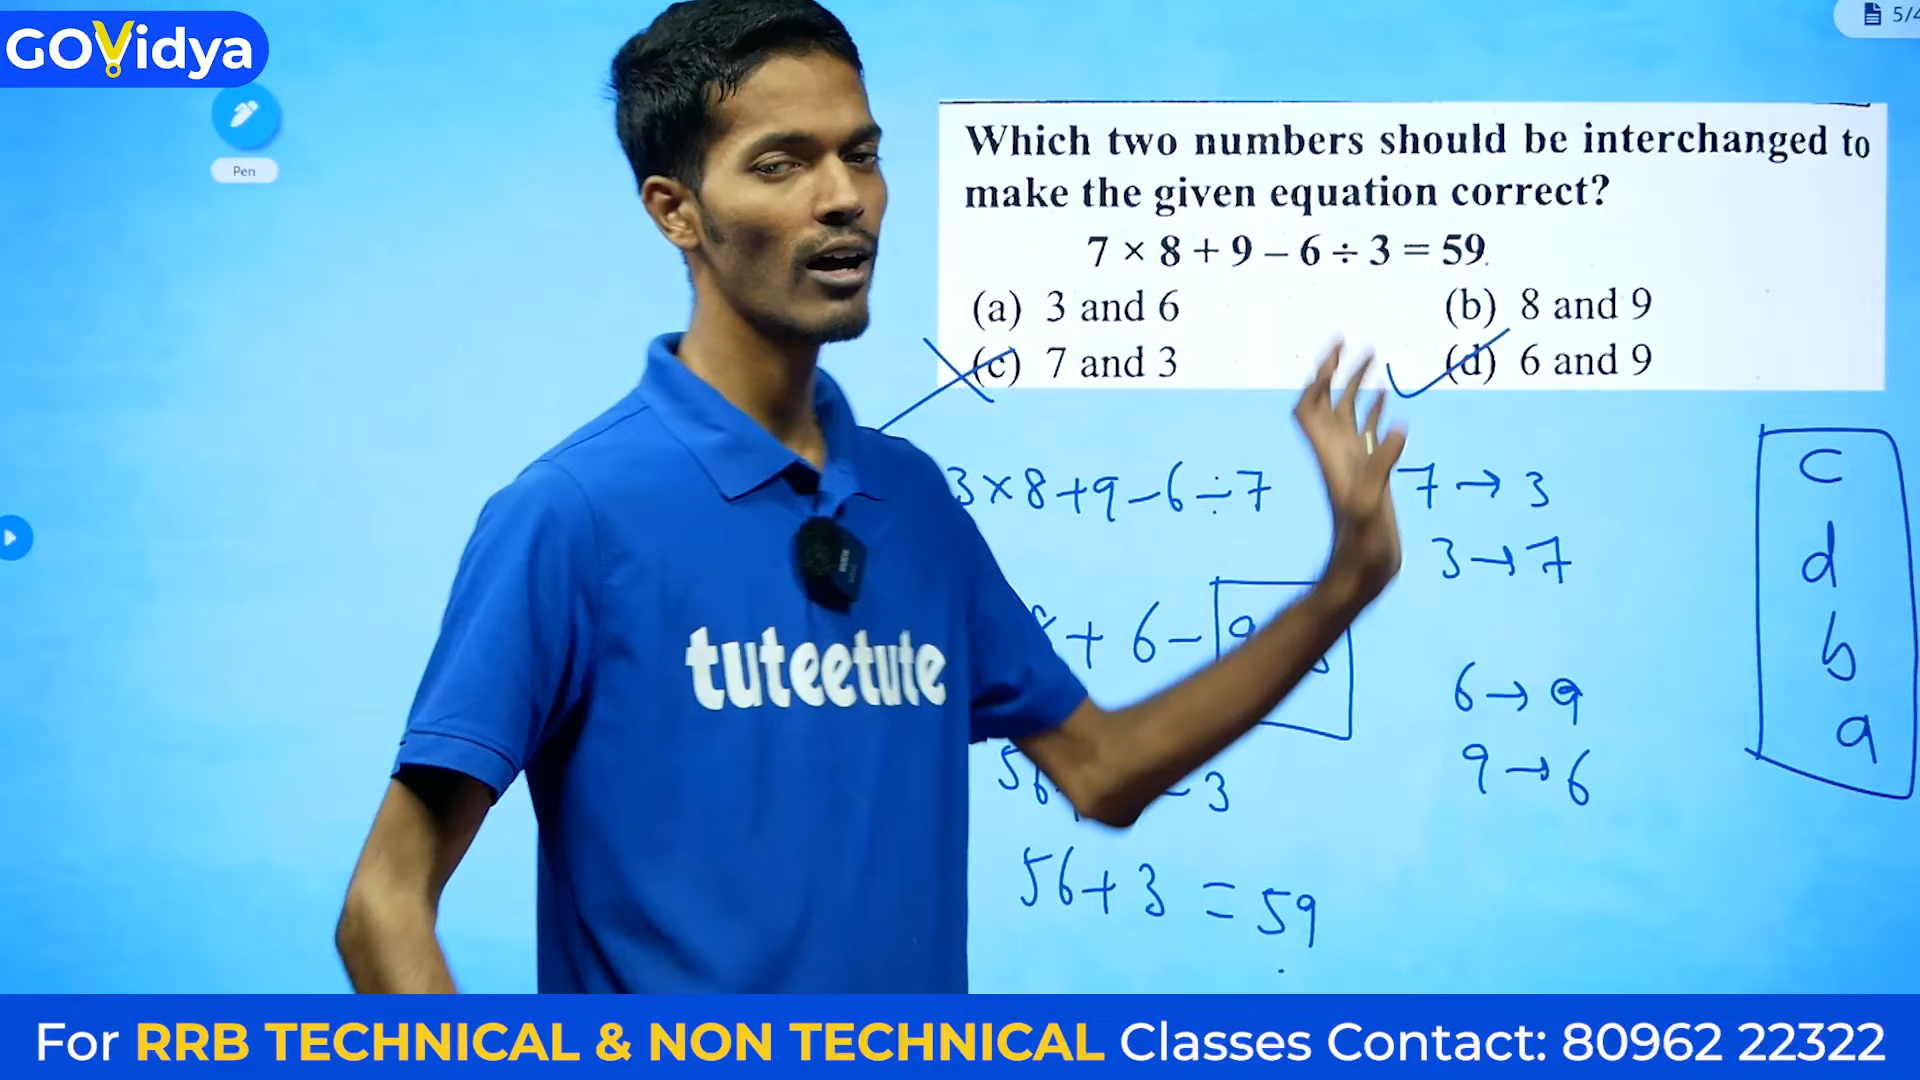 GOVidya
5/4
Pen
Which two numbers should be interchanged to
make the given equation correct?
7 × 8 + 9 – 6 ÷ 3 = 59.
(a) 3 and 6 (b) 8 and 9
(c) 7 and 3 (d) 6 and 9
3×8+9-6÷7
7→3
3→7
+ 6 -
6→9
9→6
56
- 3
56+3 = 59
c
d
b
a
tuteetute
For RRB TECHNICAL & NON TECHNICAL Classes Contact: 80962 22322